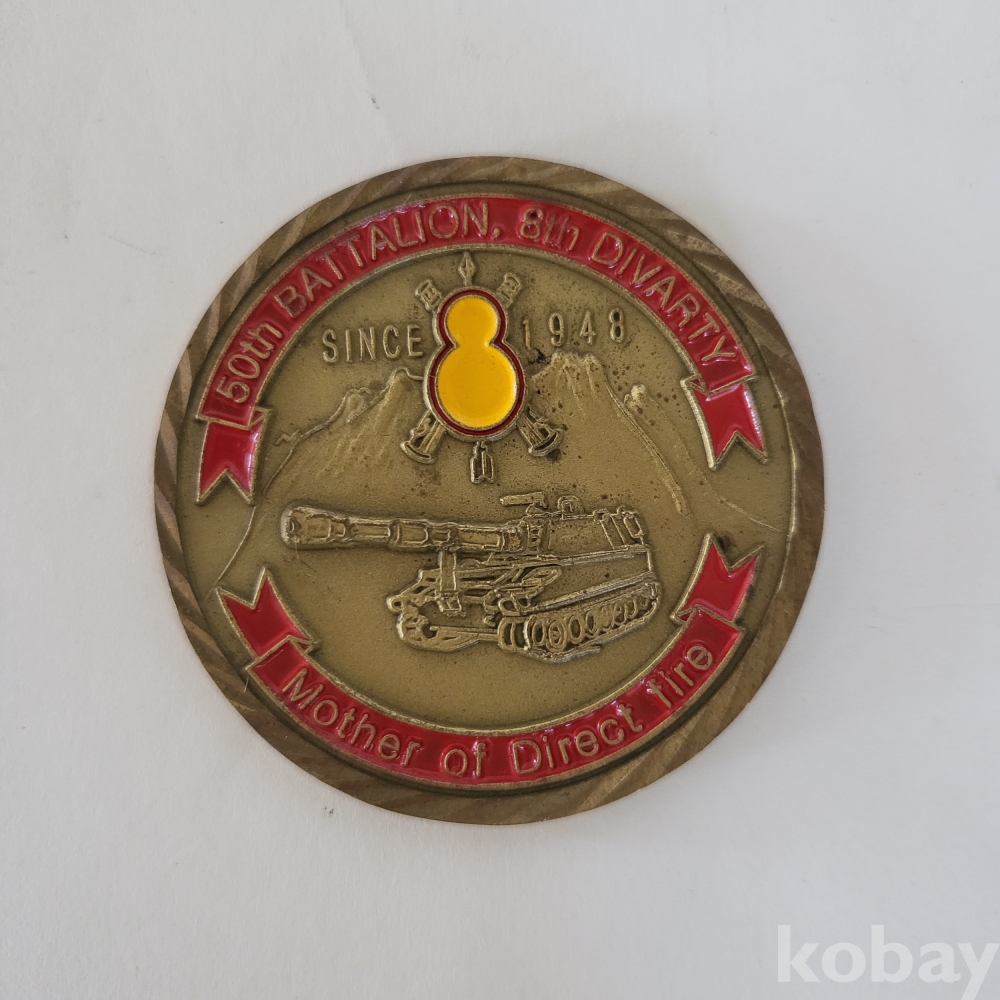 50th BATTALION, 8th DIVARTY
SINCE 1948
Mother of Direct fire
kobay